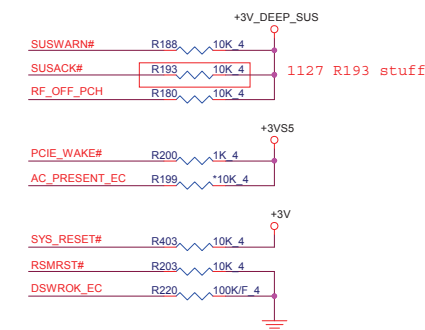 +3V_DEEP_SUS
SUSWARN# R188 10K_4
SUSACK# R193 10K_4 1127 R193 stuff
RF_OFF_PCH R180 10K_4
+3VS5
PCIE_WAKE# R200 1K_4
AC_PRESENT_EC R199 *10K_4
+3V
SYS_RESET# R403 10K_4
RSMRST# R203 10K_4
DSWROK_EC R220 100K/F_4